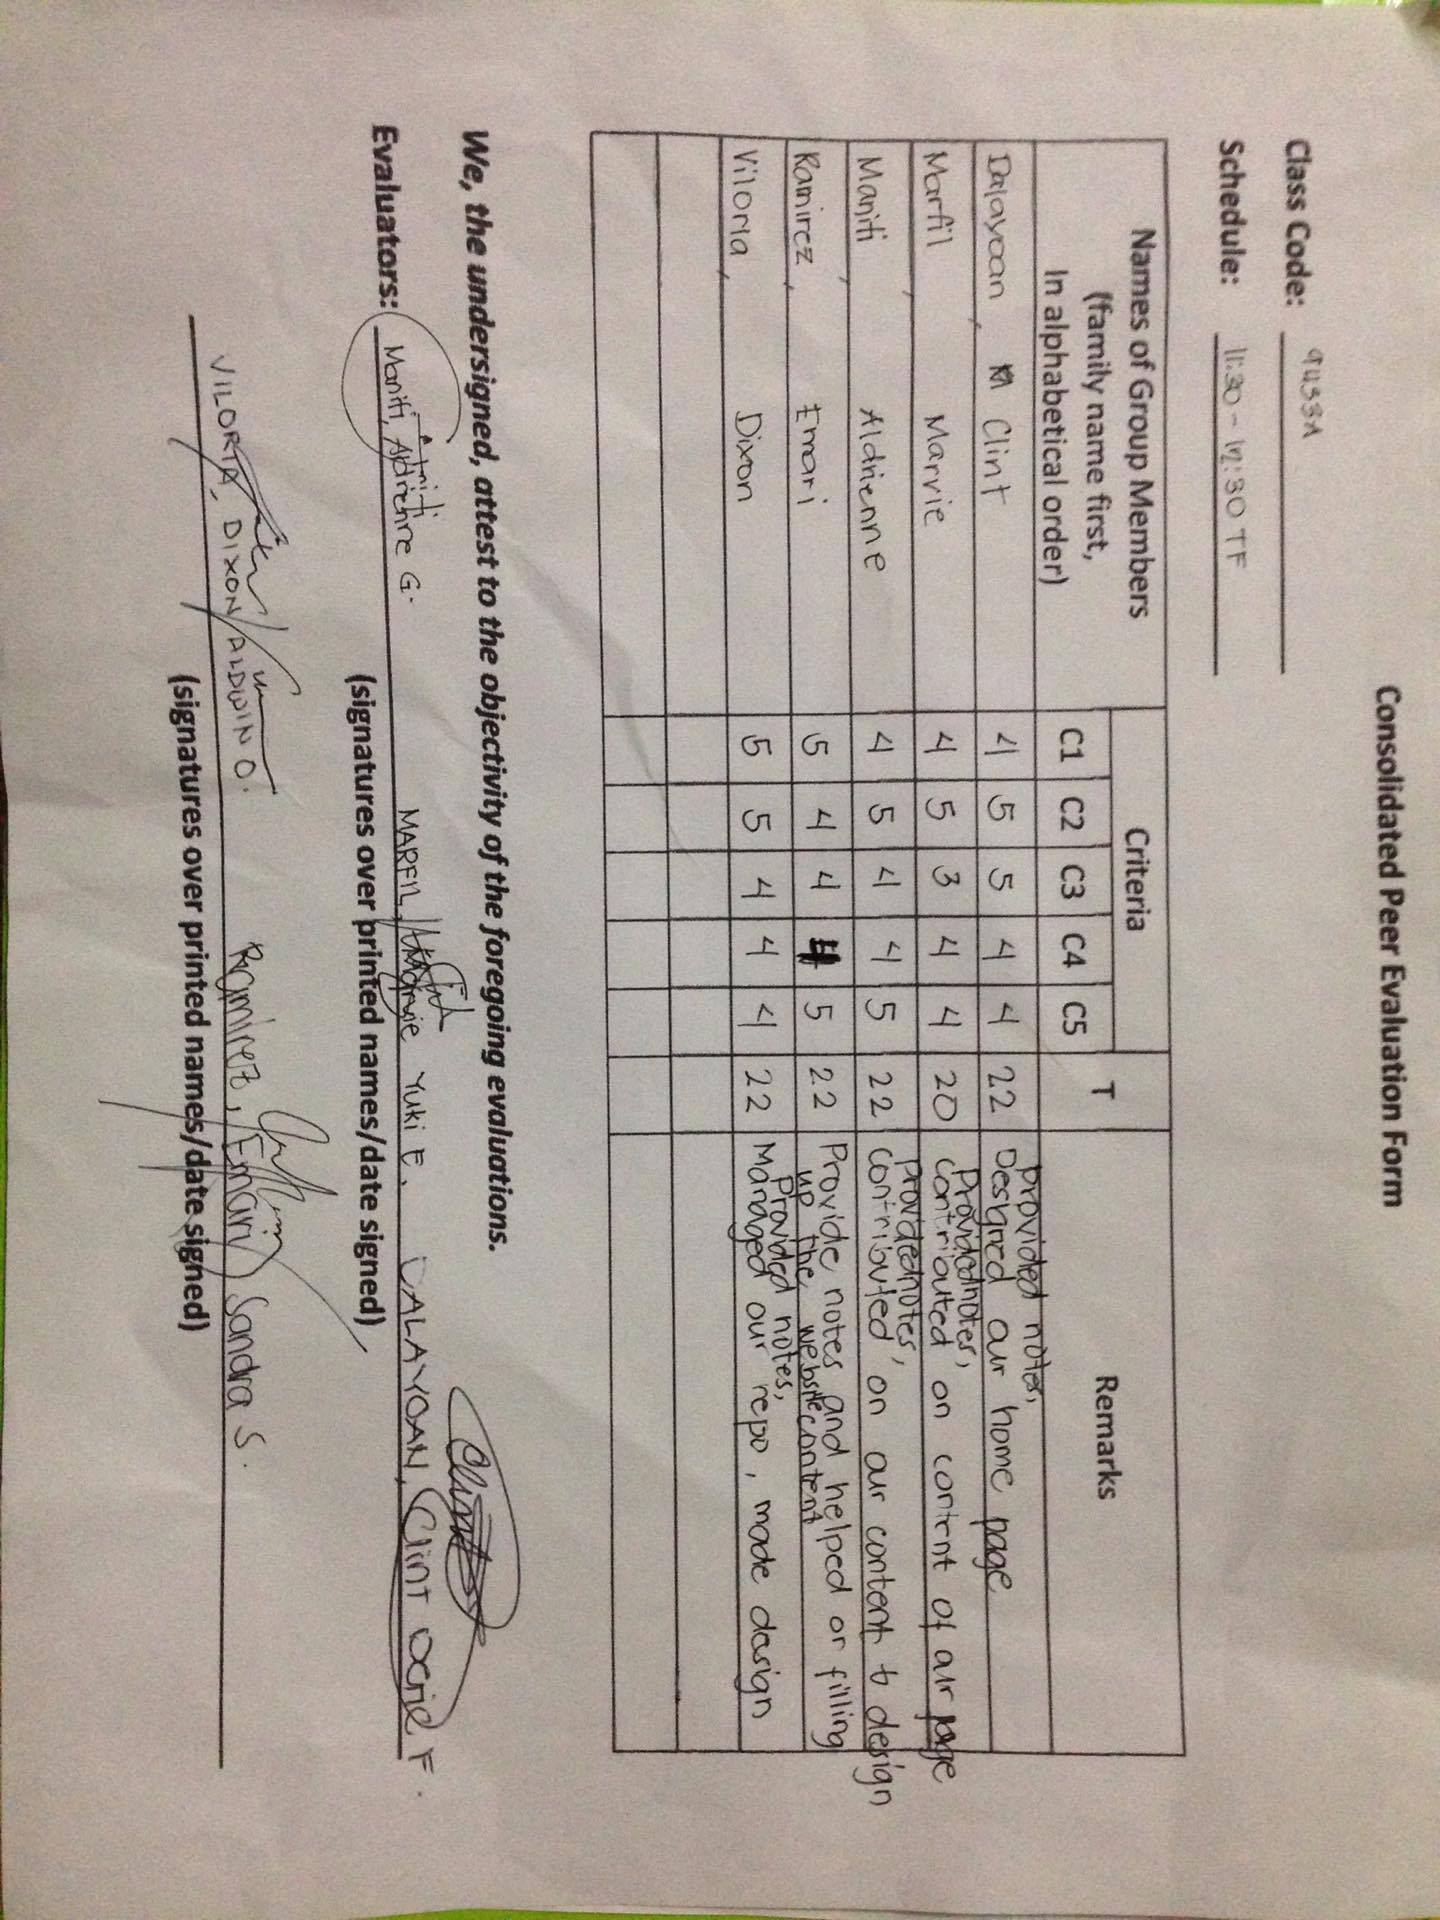 Consolidated Peer Evaluation Form
Class Code: 9455A
Schedule: 11:30 - 12:30 TF
Names of Group Members
(family name first,
In alphabetical order)
Criteria
T
Remarks
C1 C2 C3 C4 C5
Dalayoan, Clint 4 5 5 4 4 22 Provided notes,
Designed our home page
Marfil, Marvie 4 5 3 4 4 20 Provided notes,
contributed on content of our page
Maniti, Aldrienne 4 5 4 4 5 22 provided notes,
contributed on our content & design
Ramirez, Emari 5 4 4 4 5 22 Provide notes and helped or filling
up the website content
Viloria, Dixon 5 5 4 4 4 22 Provided notes,
Managed our repo, made design
We, the undersigned, attest to the objectivity of the foregoing evaluations.
Evaluators: Maniti, Aldrienne G. MARFIL, Marvie Yuki E. DALAYOAN, Clint F.
(signatures over printed names/date signed)
VILORIA, DIXON ALDWIN O. Ramirez, Emari Sandra S.
(signatures over printed names/date signed)